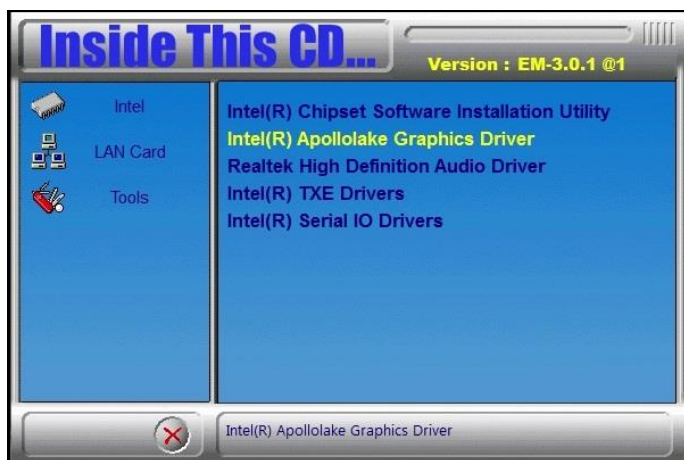 Inside This CD...
Version : EM-3.0.1 @1
Intel
LAN Card
Tools
Intel(R) Chipset Software Installation Utility
Intel(R) Apollolake Graphics Driver
Realtek High Definition Audio Driver
Intel(R) TXE Drivers
Intel(R) Serial IO Drivers
Intel(R) Apollolake Graphics Driver